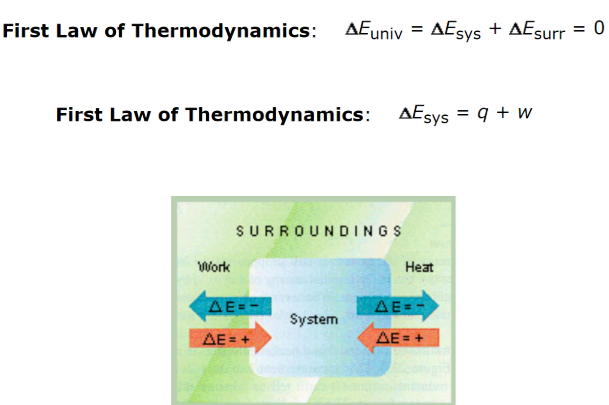 First Law of Thermodynamics: ΔEuniv = ΔEsys + ΔEsurr = 0
First Law of Thermodynamics: ΔEsys = q + w
SURROUNDINGS
Work Heat
ΔE = - ΔE = -
System
ΔE = + ΔE = +